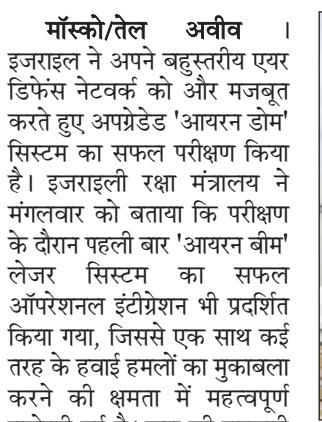 मॉस्को/तेल अवीव ।
इजराइल ने अपने बहुस्तरीय एयर
डिफेंस नेटवर्क को और मजबूत
करते हुए अपग्रेडेड 'आयरन डोम'
सिस्टम का सफल परीक्षण किया
है। इजराइली रक्षा मंत्रालय ने
मंगलवार को बताया कि परीक्षण
के दौरान पहली बार 'आयरन बीम'
लेजर सिस्टम का सफल
ऑपरेशनल इंटीग्रेशन भी प्रदर्शित
किया गया, जिससे एक साथ कई
तरह के हवाई हमलों का मुकाबला
करने की क्षमता में महत्वपूर्ण